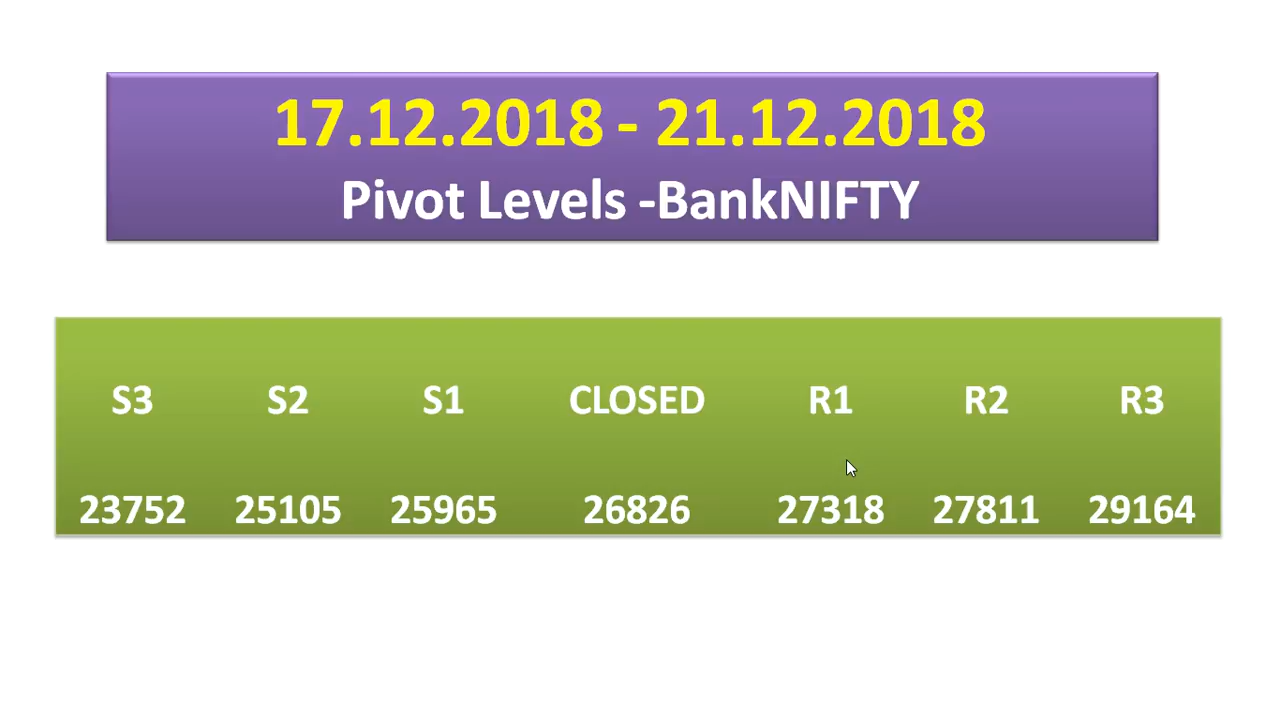 17.12.2018 - 21.12.2018
Pivot Levels -BankNIFTY
S3 S2 S1 CLOSED R1 R2 R3
23752 25105 25965 26826 27318 27811 29164